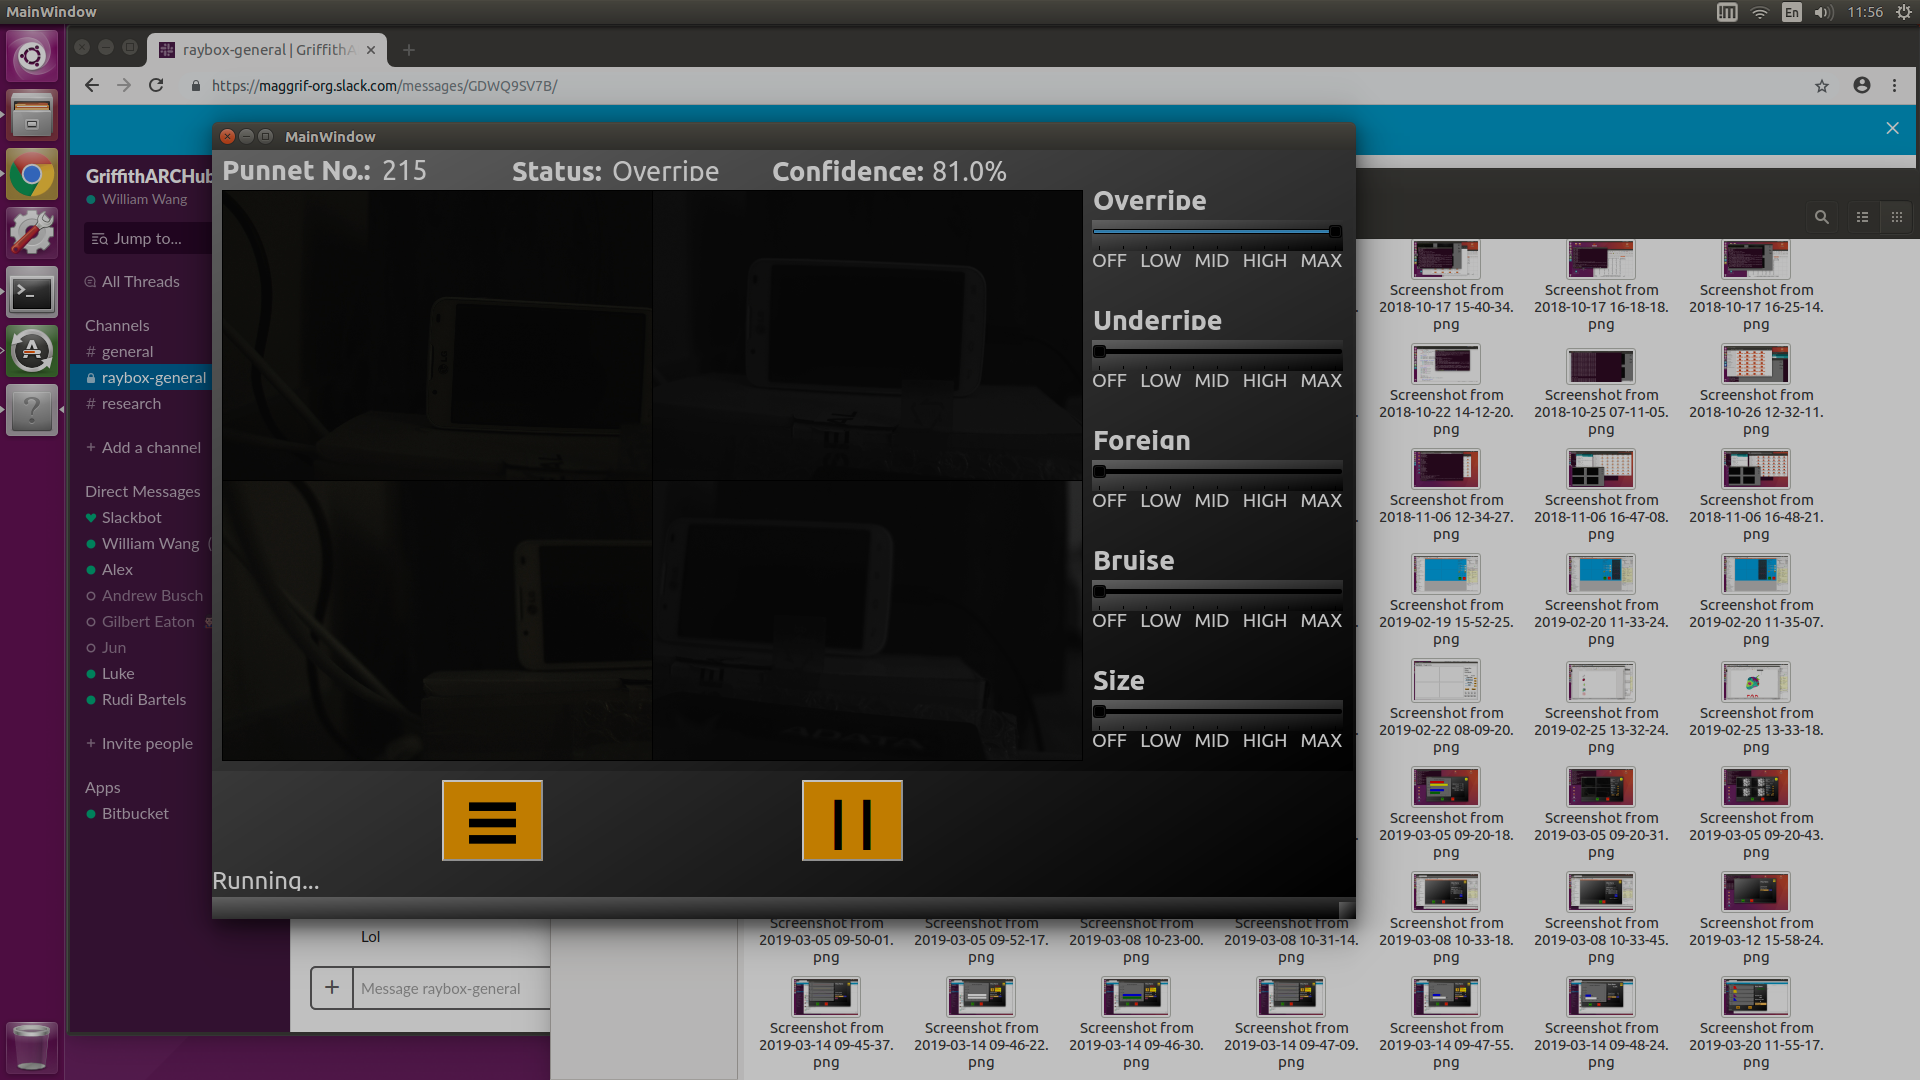 MainWindow
En
11:56
raybox-general | GriffithA
https://maggrif-org.slack.com/messages/GDWQ9SV7B/
GriffithARCHub
William Wang
Jump to...
All Threads
Channels
# general
raybox-general
# research
+ Add a channel
Direct Messages
Slackbot
William Wang
Alex
Andrew Busch
Gilbert Eaton
Jun
Luke
Rudi Bartels
+ Invite people
Apps
Bitbucket
MainWindow
Punnet No.: 215
Status: Overripe
Confidence: 81.0%
Overripe
OFF LOW MID HIGH MAX
Underripe
OFF LOW MID HIGH MAX
Foreign
OFF LOW MID HIGH MAX
Bruise
OFF LOW MID HIGH MAX
Size
OFF LOW MID HIGH MAX
LG
ADATA
Running...
Lol
Message raybox-general
Screenshot from
2018-10-17 15-40-34.
png
Screenshot from
2018-10-17 16-18-18.
png
Screenshot from
2018-10-17 16-25-14.
png
Screenshot from
2018-10-22 14-12-20.
png
Screenshot from
2018-10-25 07-11-05.
png
Screenshot from
2018-10-26 12-32-11.
png
Screenshot from
2018-11-06 12-34-27.
png
Screenshot from
2018-11-06 16-47-08.
png
Screenshot from
2018-11-06 16-48-21.
png
Screenshot from
2019-02-19 15-52-25.
png
Screenshot from
2019-02-20 11-33-24.
png
Screenshot from
2019-02-20 11-35-07.
png
Screenshot from
2019-02-22 08-09-20.
png
Screenshot from
2019-02-25 13-32-24.
png
Screenshot from
2019-02-25 13-33-18.
png
Screenshot from
2019-03-05 09-20-18.
png
Screenshot from
2019-03-05 09-20-31.
png
Screenshot from
2019-03-05 09-20-43.
png
Screenshot from
2019-03-05 09-50-01.
png
Screenshot from
2019-03-05 09-52-17.
png
Screenshot from
2019-03-08 10-23-00.
png
Screenshot from
2019-03-08 10-31-14.
png
Screenshot from
2019-03-08 10-33-18.
png
Screenshot from
2019-03-08 10-33-45.
png
Screenshot from
2019-03-12 15-58-24.
png
Screenshot from
2019-03-14 09-45-37.
png
Screenshot from
2019-03-14 09-46-22.
png
Screenshot from
2019-03-14 09-46-30.
png
Screenshot from
2019-03-14 09-47-09.
png
Screenshot from
2019-03-14 09-47-55.
png
Screenshot from
2019-03-14 09-48-24.
png
Screenshot from
2019-03-20 11-55-17.
png